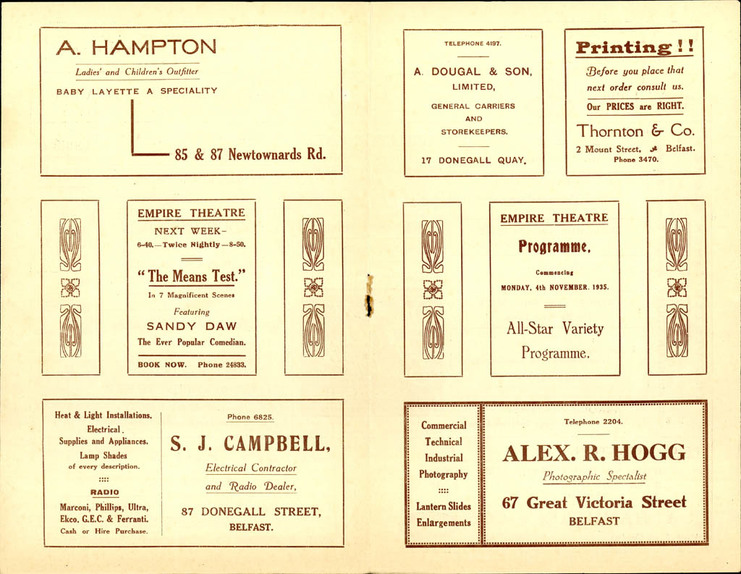 A. HAMPTON
Ladies' and Children's Outfitter
BABY LAYETTE A SPECIALITY
85 & 87 Newtownards Rd.
EMPIRE THEATRE
NEXT WEEK—
6-40.—Twice Nightly—8-50.
"The Means Test."
In 7 Magnificent Scenes
Featuring
SANDY DAW
The Ever Popular Comedian.
BOOK NOW. Phone 24833.
Heat & Light Installations.
Electrical.
Supplies and Appliances.
Lamp Shades
of every description.
::::
RADIO
Marconi, Phillips, Ultra,
Ekco, G.E.C. & Ferranti.
Cash or Hire Purchase.
Phone 6825.
S. J. CAMPBELL,
Electrical Contractor
and Radio Dealer,
87 DONEGALL STREET,
BELFAST.
TELEPHONE 4197.
A. DOUGAL & SON,
LIMITED,
GENERAL CARRIERS
AND
STOREKEEPERS.
17 DONEGALL QUAY.
Printing!!
Before you place that
next order consult us.
Our PRICES are RIGHT.
Thornton & Co.
2 Mount Street, Belfast.
Phone 3470.
EMPIRE THEATRE
Programme.
Commencing
MONDAY, 4th NOVEMBER, 1935.
All-Star Variety
Programme.
Commercial
Technical
Industrial
Photography
::::
Lantern Slides
Enlargements
Telephone 2204.
ALEX. R. HOGG
Photographic Specialist
67 Great Victoria Street
BELFAST